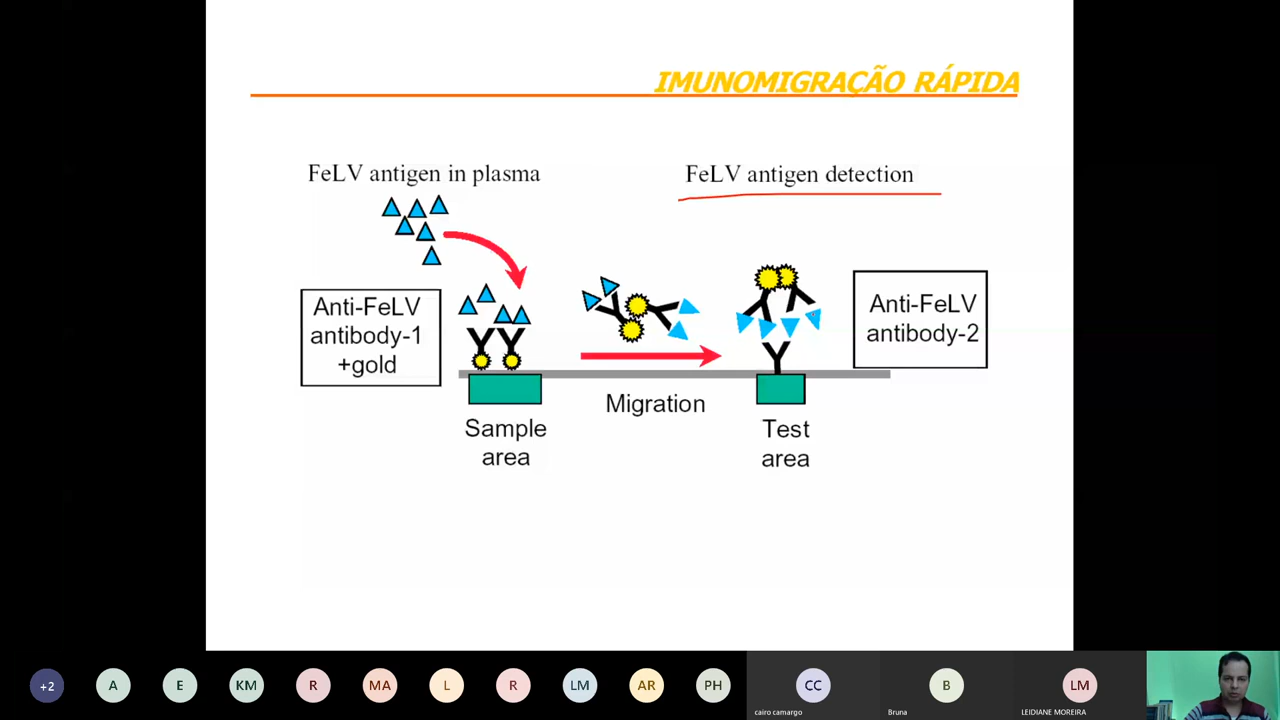 IMUNOMIGRAÇÃO RÁPIDA
FeLV antigen in plasma
FeLV antigen detection
Anti-FeLV
antibody-1
+gold
Anti-FeLV
antibody-2
Migration
Sample
area
Test
area
+2
A
E
KM
R
MA
L
R
LM
AR
PH
CC
B
LM
cairo camargo
Bruna
LEIDIANE MOREIRA